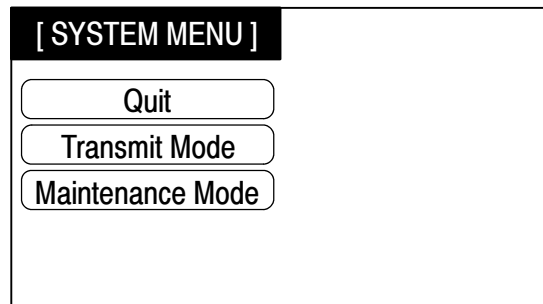 [ SYSTEM MENU ]
Quit
Transmit Mode
Maintenance Mode